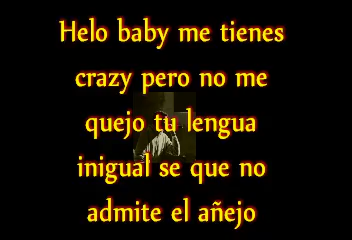 Helo baby me tienes
crazy pero no me
quejo tu lengua
inigual se que no
admite el añejo